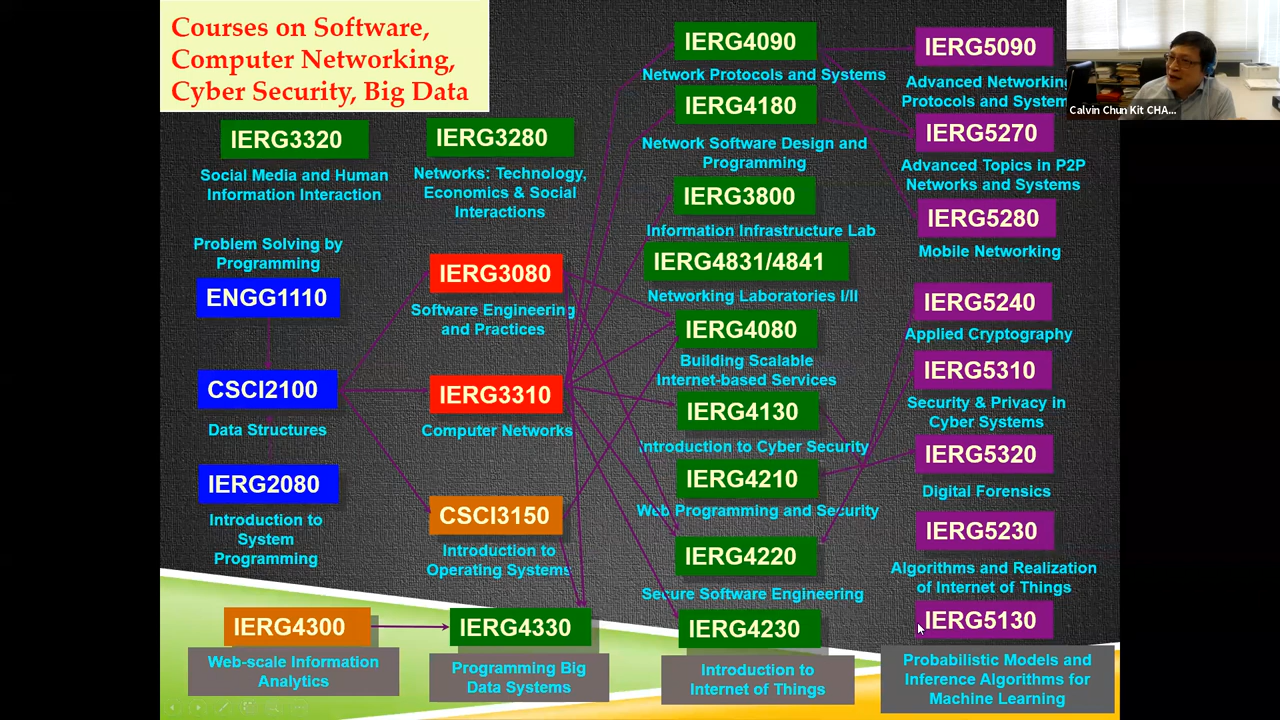 Courses on Software,
Computer Networking,
Cyber Security, Big Data
IERG3320
Social Media and Human
Information Interaction
Problem Solving by
Programming
ENGG1110
CSCI2100
Data Structures
IERG2080
Introduction to
System
Programming
IERG4300
Web-scale Information
Analytics
IERG3280
Networks: Technology,
Economics & Social
Interactions
IERG3080
Software Engineering
and Practices
IERG3310
Computer Networks
CSCI3150
Introduction to
Operating Systems
IERG4330
Programming Big
Data Systems
IERG4090
Network Protocols and Systems
IERG4180
Network Software Design and
Programming
IERG3800
Information Infrastructure Lab
IERG4831/4841
Networking Laboratories I/II
IERG4080
Building Scalable
Internet-based Services
IERG4130
Introduction to Cyber Security
IERG4210
Web Programming and Security
IERG4220
Secure Software Engineering
IERG4230
Introduction to
Internet of Things
IERG5090
Advanced Networking
Protocols and System
IERG5270
Advanced Topics in P2P
Networks and Systems
IERG5280
Mobile Networking
IERG5240
Applied Cryptography
IERG5310
Security & Privacy in
Cyber Systems
IERG5320
Digital Forensics
IERG5230
Algorithms and Realization
of Internet of Things
IERG5130
Probabilistic Models and
Inference Algorithms for
Machine Learning
Calvin Chun Kit CHA...